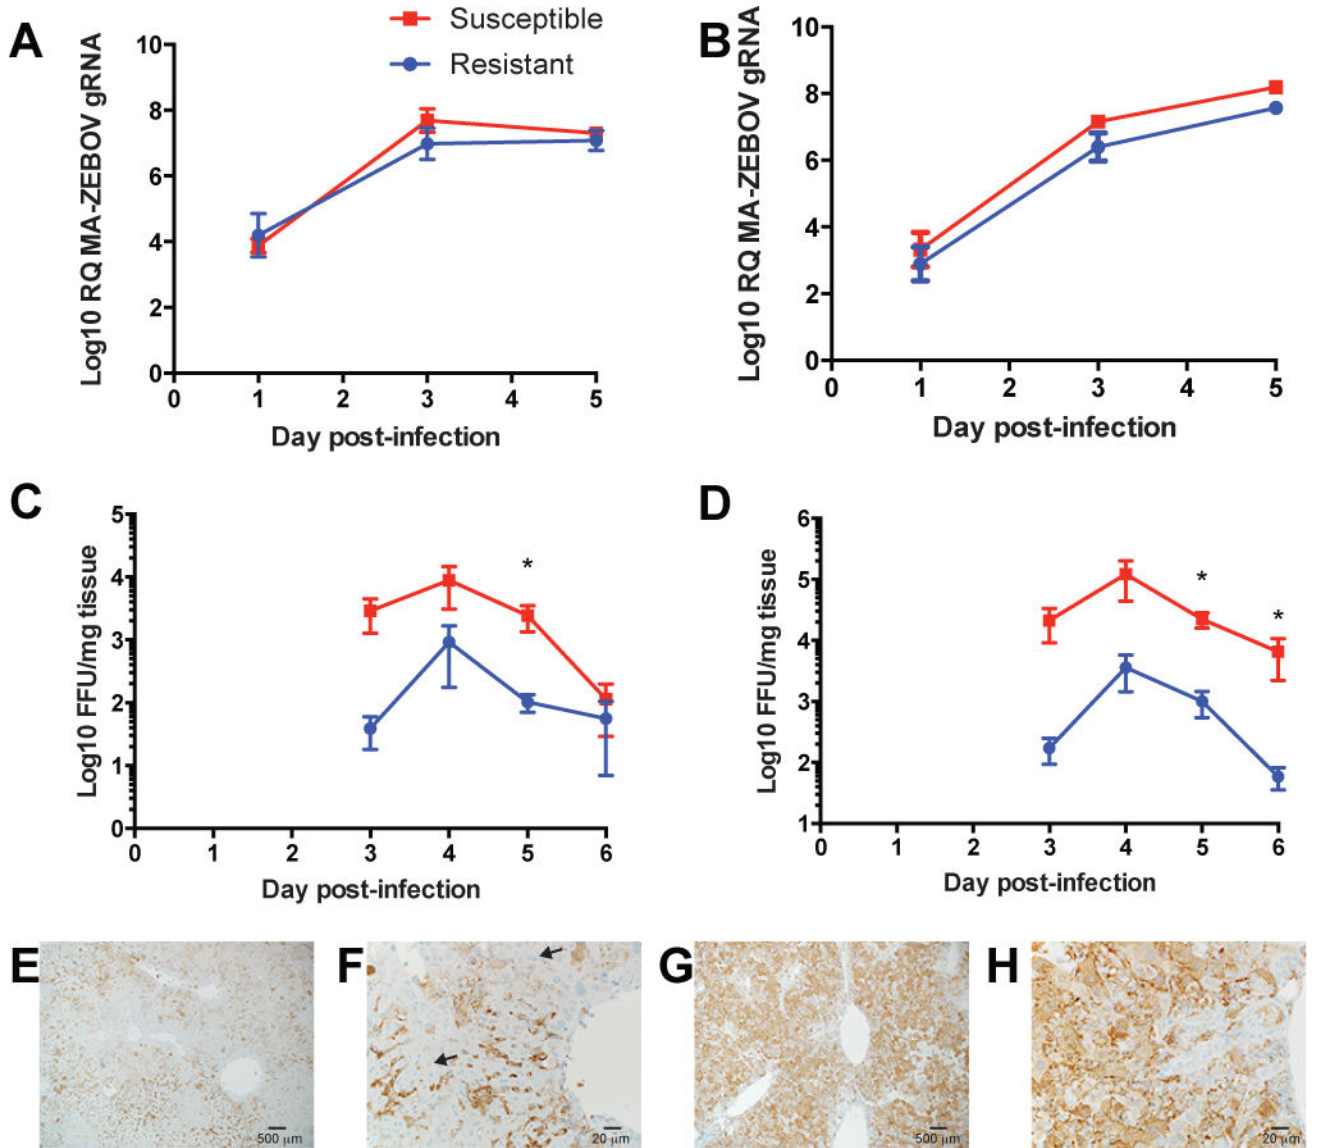 A
Susceptible
Resistant
Log10 RQ MA-ZEBOV gRNA
10
8
6
4
2
0
0 1 2 3 4 5
Day post-infection
B
Log10 RQ MA-ZEBOV gRNA
10
8
6
4
2
0
0 1 2 3 4 5
Day post-infection
C
Log10 FFU/mg tissue
5
4
3
2
1
0
*
0 1 2 3 4 5 6
Day post-infection
D
Log10 FFU/mg tissue
6
5
4
3
2
1
*
*
0 1 2 3 4 5 6
Day post-infection
E
500 µm
F
20 µm
G
500 µm
H
20 µm